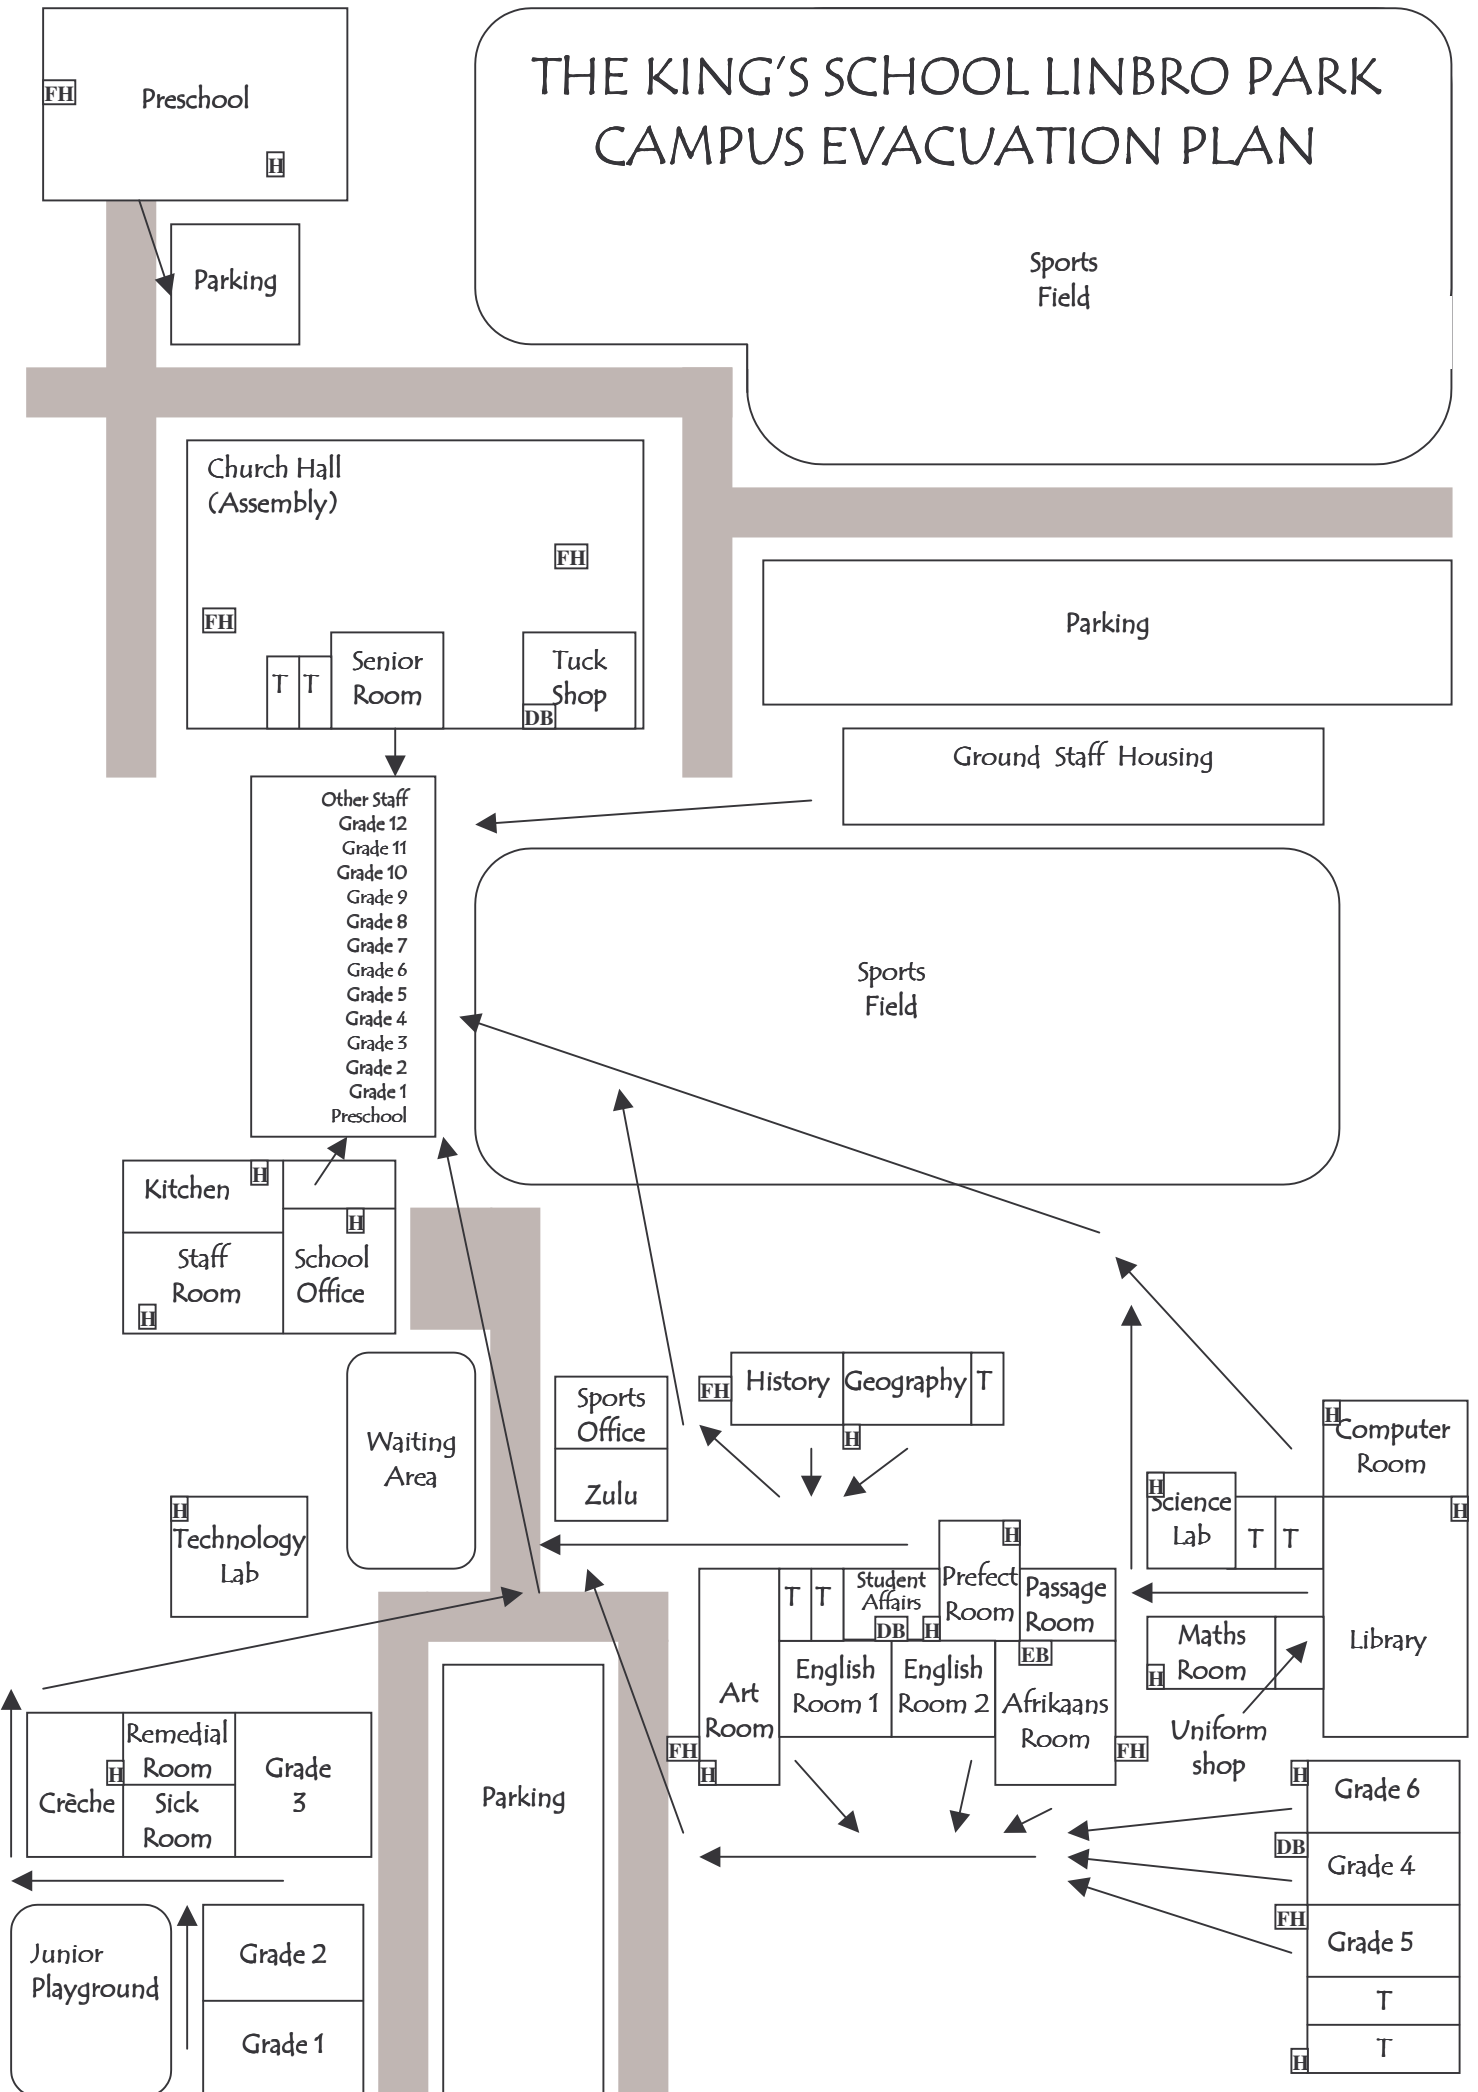 THE KING'S SCHOOL LINBRO PARK
CAMPUS EVACUATION PLAN
FH
Preschool
H
Parking
Sports
Field
Church Hall
(Assembly)
FH
FH
T
T
Senior
Room
Tuck
Shop
DB
Parking
Ground Staff Housing
Other Staff
Grade 12
Grade 11
Grade 10
Grade 9
Grade 8
Grade 7
Grade 6
Grade 5
Grade 4
Grade 3
Grade 2
Grade 1
Preschool
Sports
Field
Kitchen
H
H
Staff
Room
H
School
Office
Waiting
Area
Sports
Office
Zulu
FH
History
Geography
T
H
H
Computer
Room
H
Technology
Lab
H
Science
Lab
T
T
H
Library
Art
Room
T
T
Student
Affairs
DB
H
H
Prefect
Room
Passage
Room
EB
English
Room 1
English
Room 2
Afrikaans
Room
FH
H
FH
Maths
Room
H
Uniform
shop
Crèche
H
Remedial
Room
Sick
Room
Grade
3
Parking
H
Grade 6
DB
Grade 4
FH
Grade 5
T
T
H
Junior
Playground
Grade 2
Grade 1